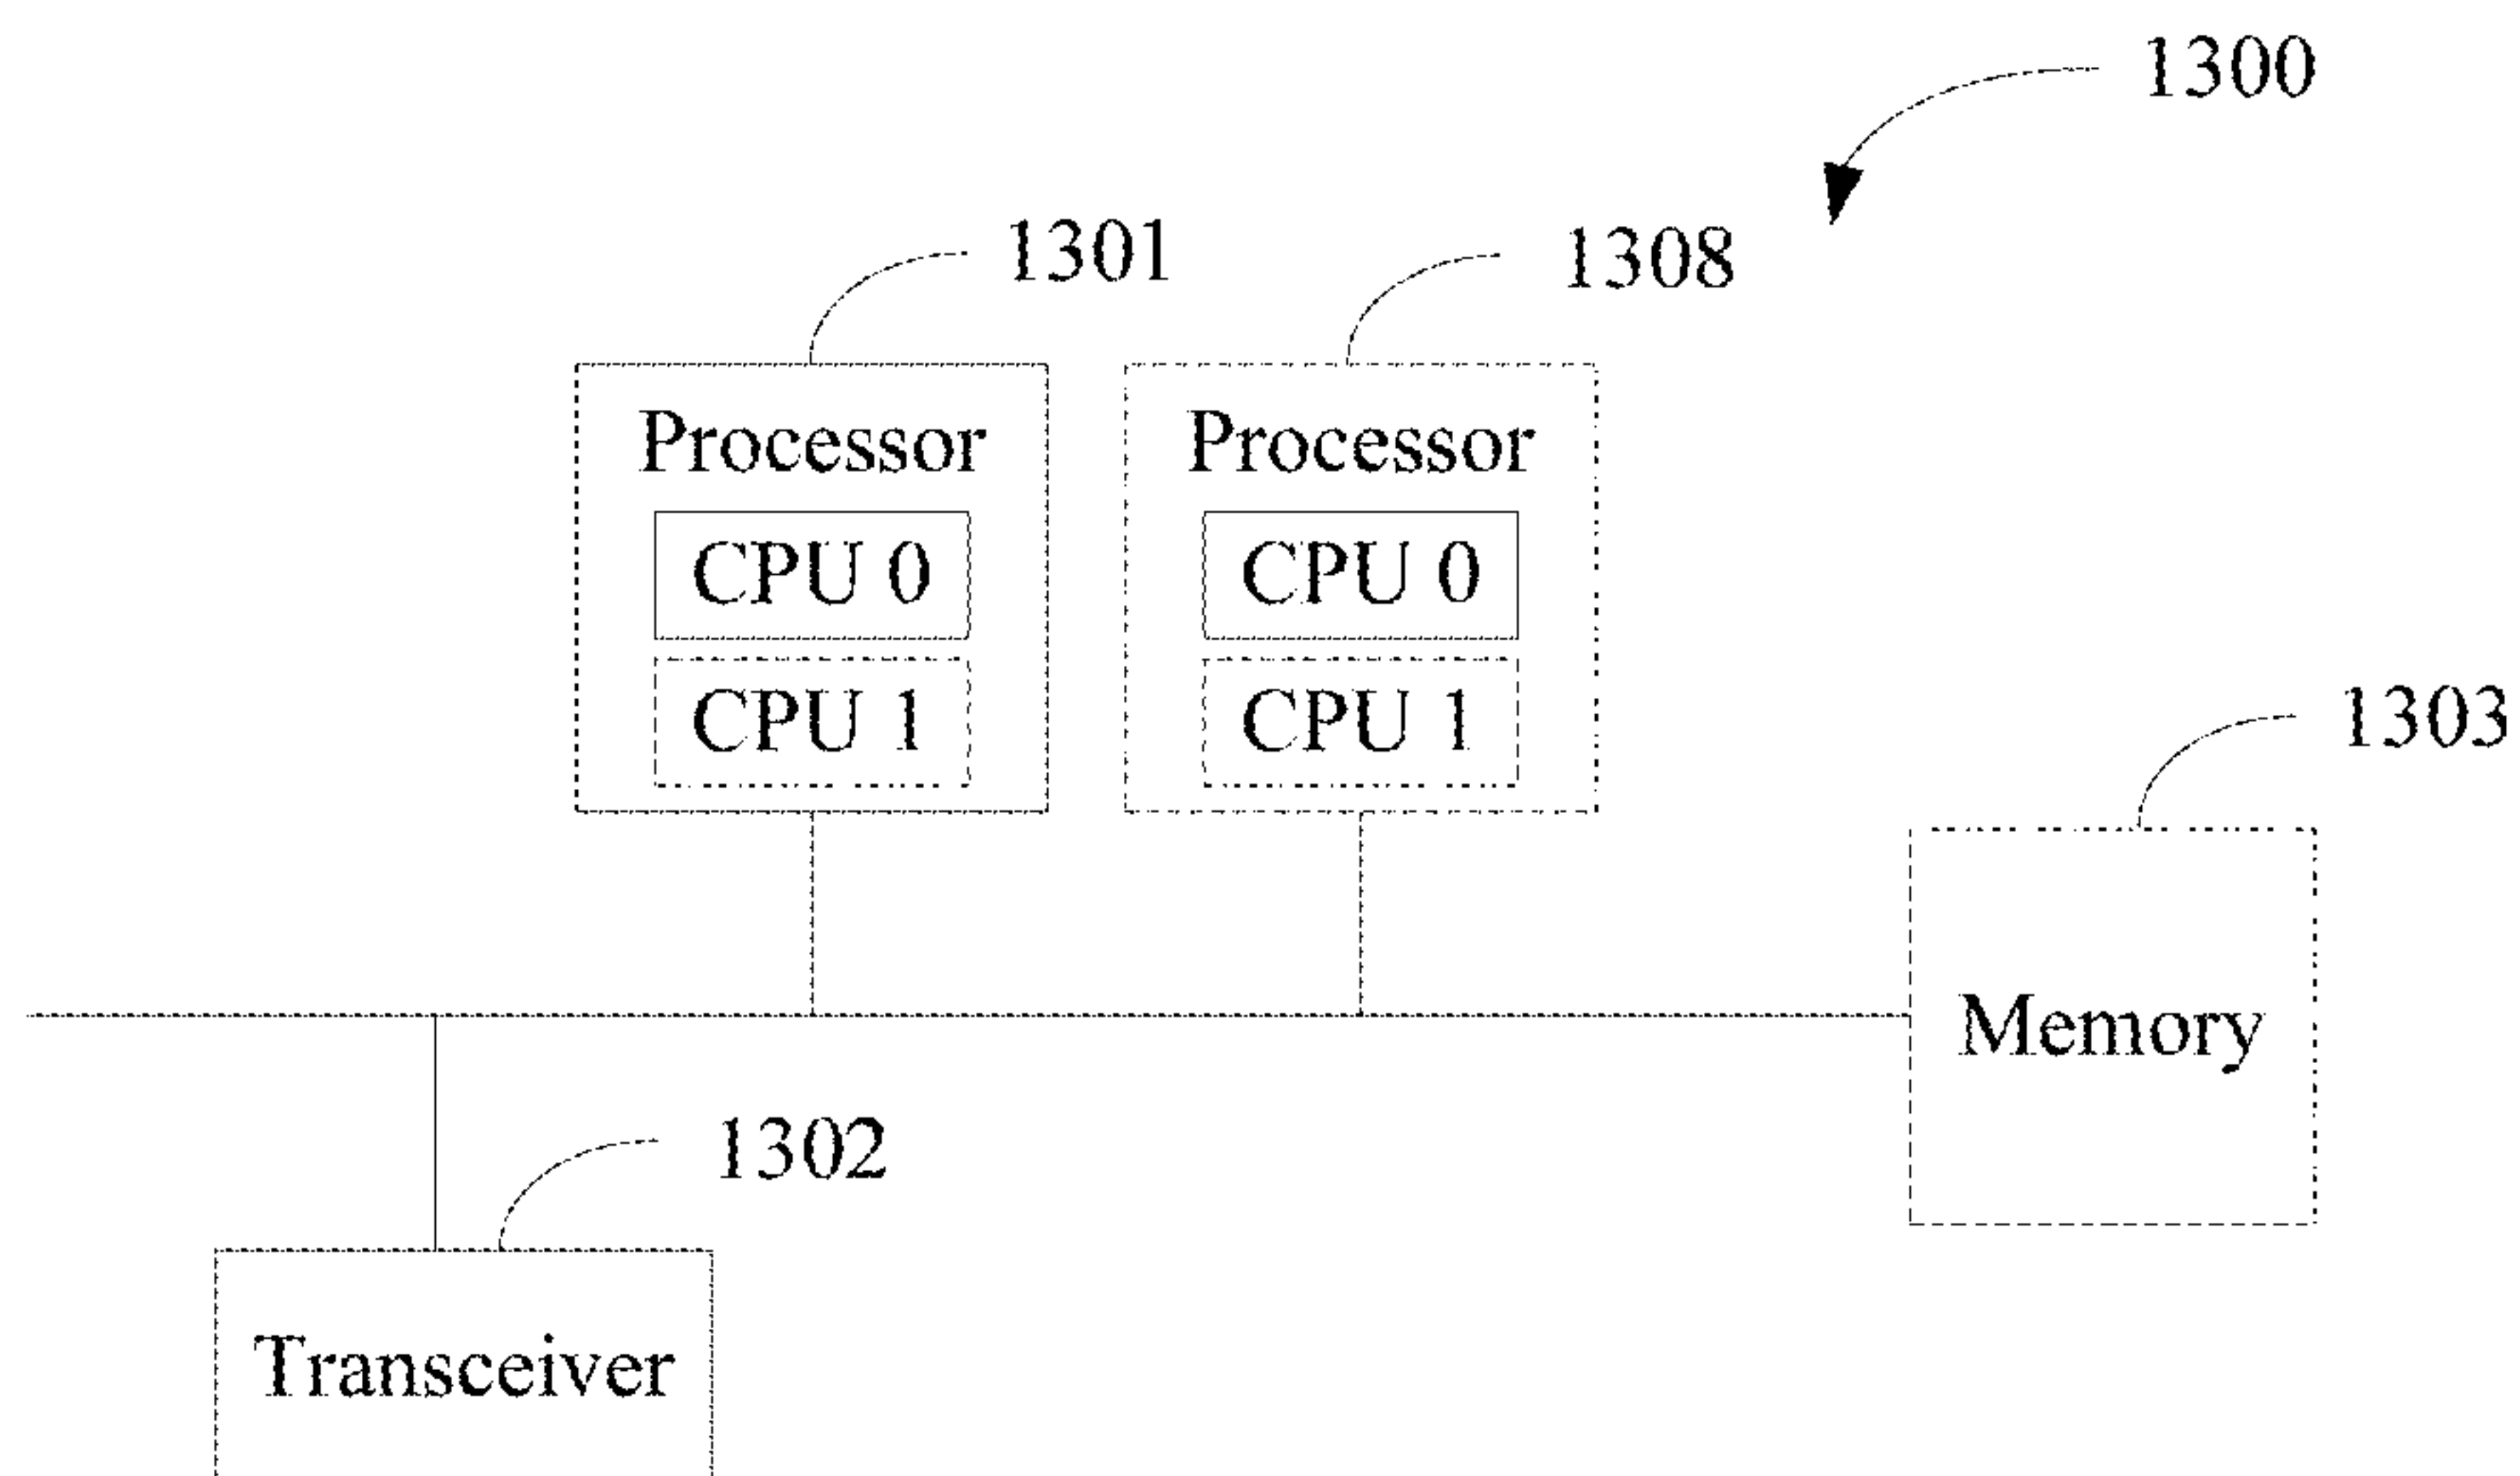 1300
1301
1308
Processor
Processor
CPU 0
CPU 0
CPU 1
CPU 1
1303
Memory
1302
Transceiver